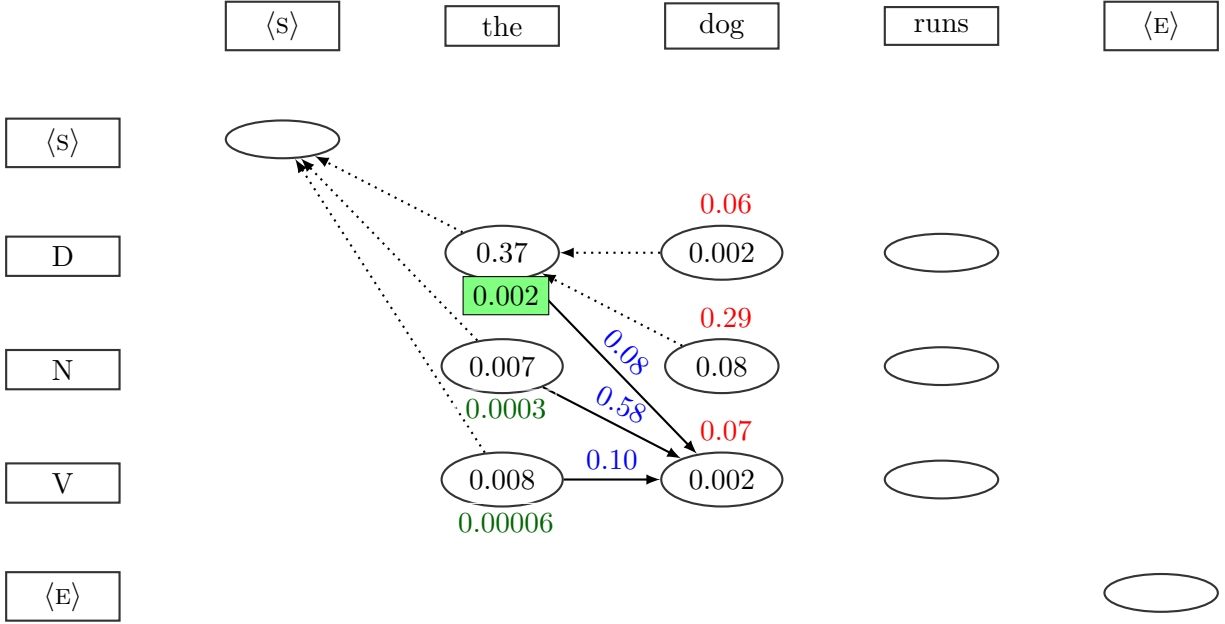 ⟨S⟩ the dog runs ⟨E⟩
⟨S⟩
0.06
D 0.37 0.002
0.002
0.29
0.08
N 0.007 0.08
0.58
0.0003
0.07
0.10
V 0.008 0.002
0.00006
⟨E⟩